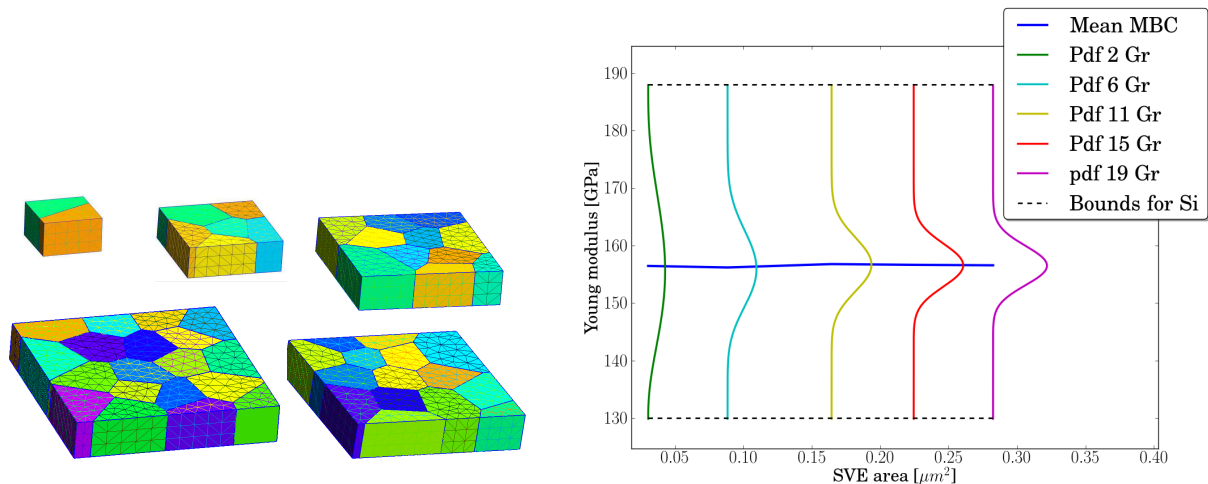 Mean MBC
Pdf 2 Gr
Pdf 6 Gr
Pdf 11 Gr
Pdf 15 Gr
pdf 19 Gr
Bounds for Si
190
180
170
160
150
140
130
Young modulus [GPa]
0.05
0.10
0.15
0.20
0.25
0.30
0.35
0.40
SVE area [μm²]